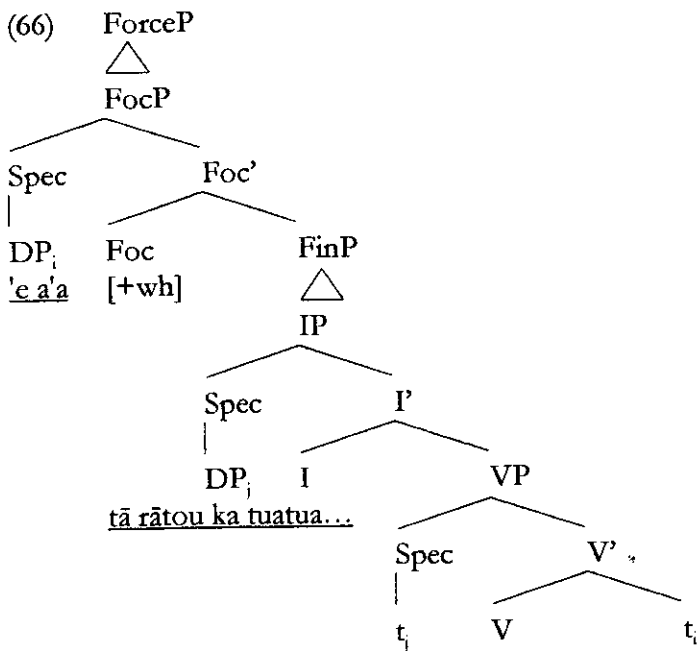 (66) ForceP
FocP
Spec Foc'
DPi Foc FinP
'e a'a [+wh]
IP
Spec I'
DPj I VP
tā rātou ka tuatua...
Spec V'
tj V ti